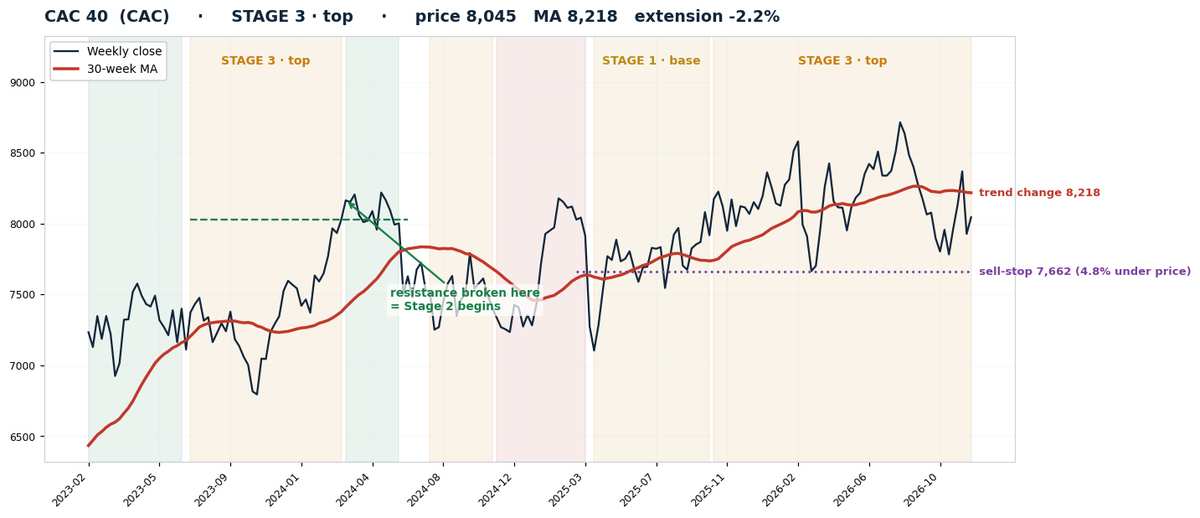 CAC 40  (CAC)     ·     STAGE 3 · top     ·     price 8,045   MA 8,218   extension -2.2%
Weekly close
30-week MA
STAGE 3 · top
STAGE 1 · base
STAGE 3 · top
9000
8500
8000
7500
7000
6500
trend change 8,218
sell-stop 7,662 (4.8% under price)
resistance broken here
= Stage 2 begins
2023-02
2023-05
2023-09
2024-01
2024-04
2024-08
2024-12
2025-03
2025-07
2025-11
2026-02
2026-06
2026-10